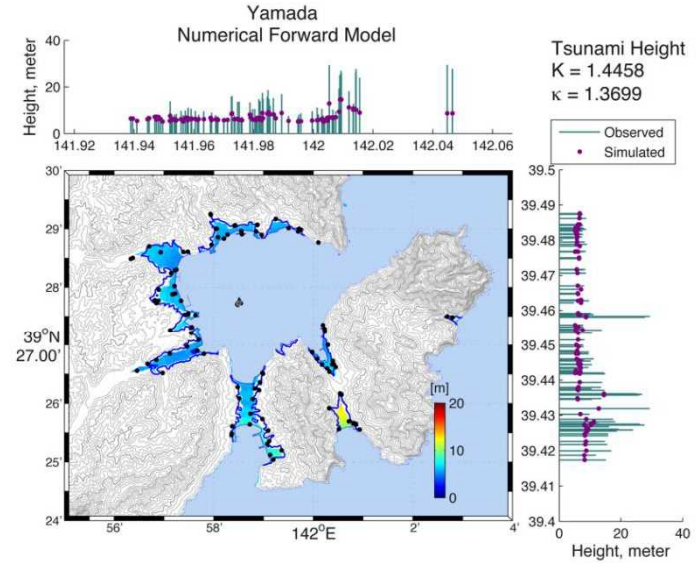 Yamada
Numerical Forward Model
Height, meter
40
20
0
141.92 141.94 141.96 141.98 142 142.02 142.04 142.06
Tsunami Height
K = 1.4458
κ = 1.3699
Observed
Simulated
30'
29'
28'
39°N
27.00'
26'
25'
24'
56' 58' 142°E 2' 4'
[m]
20
10
0
39.5
39.49
39.48
39.47
39.46
39.45
39.44
39.43
39.42
39.41
39.4
0 20 40
Height, meter